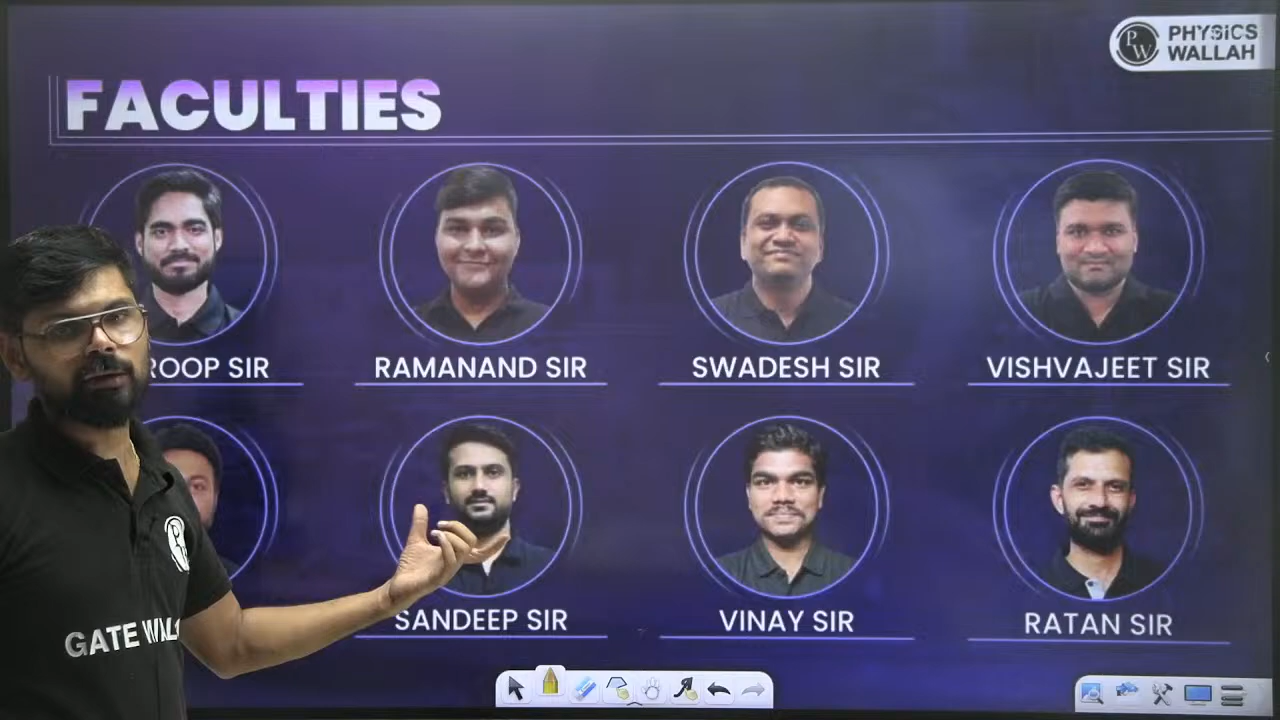 PHYSICS
WALLAH
FACULTIES
ROOP SIR
RAMANAND SIR
SWADESH SIR
VISHVAJEET SIR
SANDEEP SIR
VINAY SIR
RATAN SIR
GATE